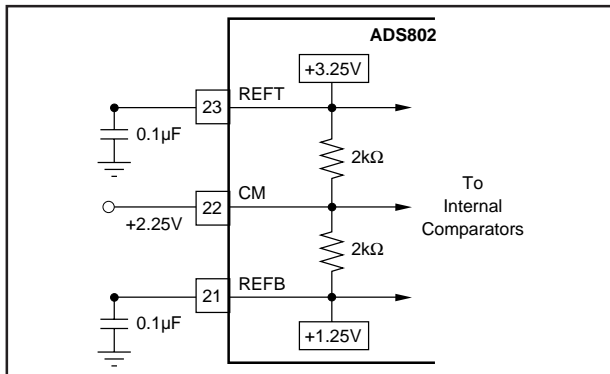 ADS802
+3.25V
23
REFT
0.1µF
2kΩ
To
Internal
Comparators
22
CM
+2.25V
2kΩ
21
REFB
0.1µF
+1.25V